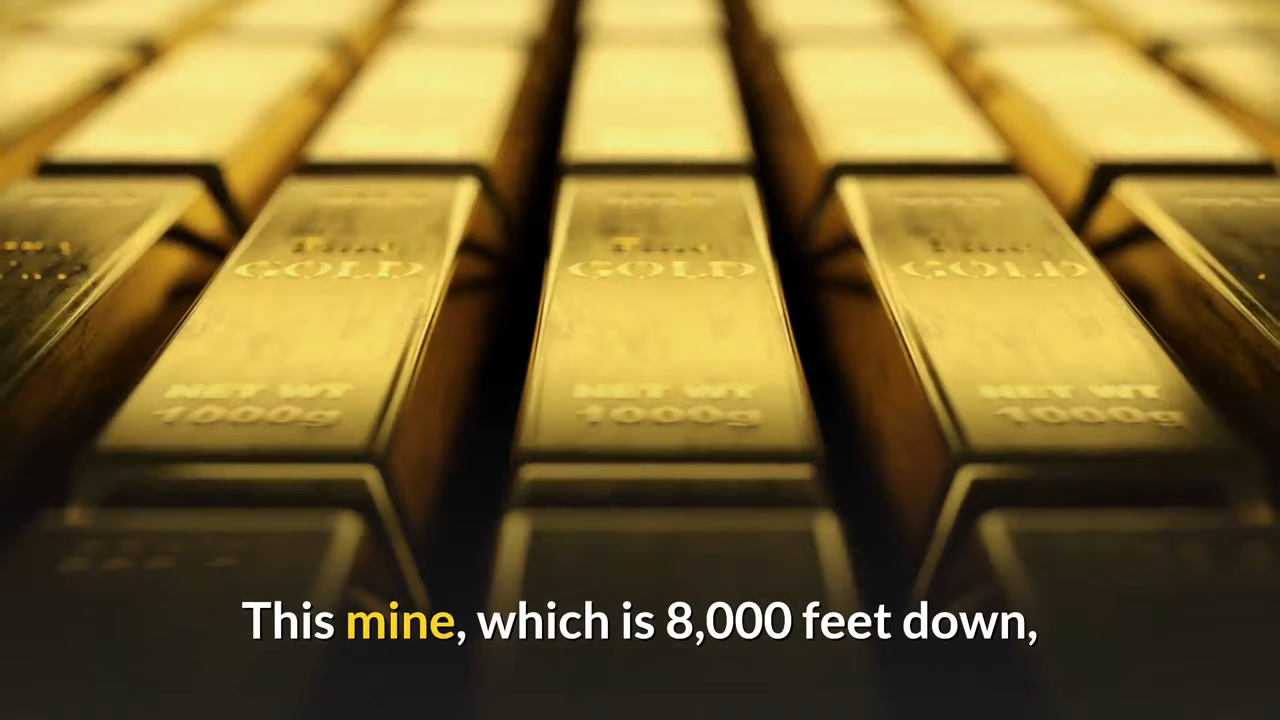 GOLD GOLD GOLD
NET WT NET WT NET WT
1000g 1000g 1000g
This mine, which is 8,000 feet down,